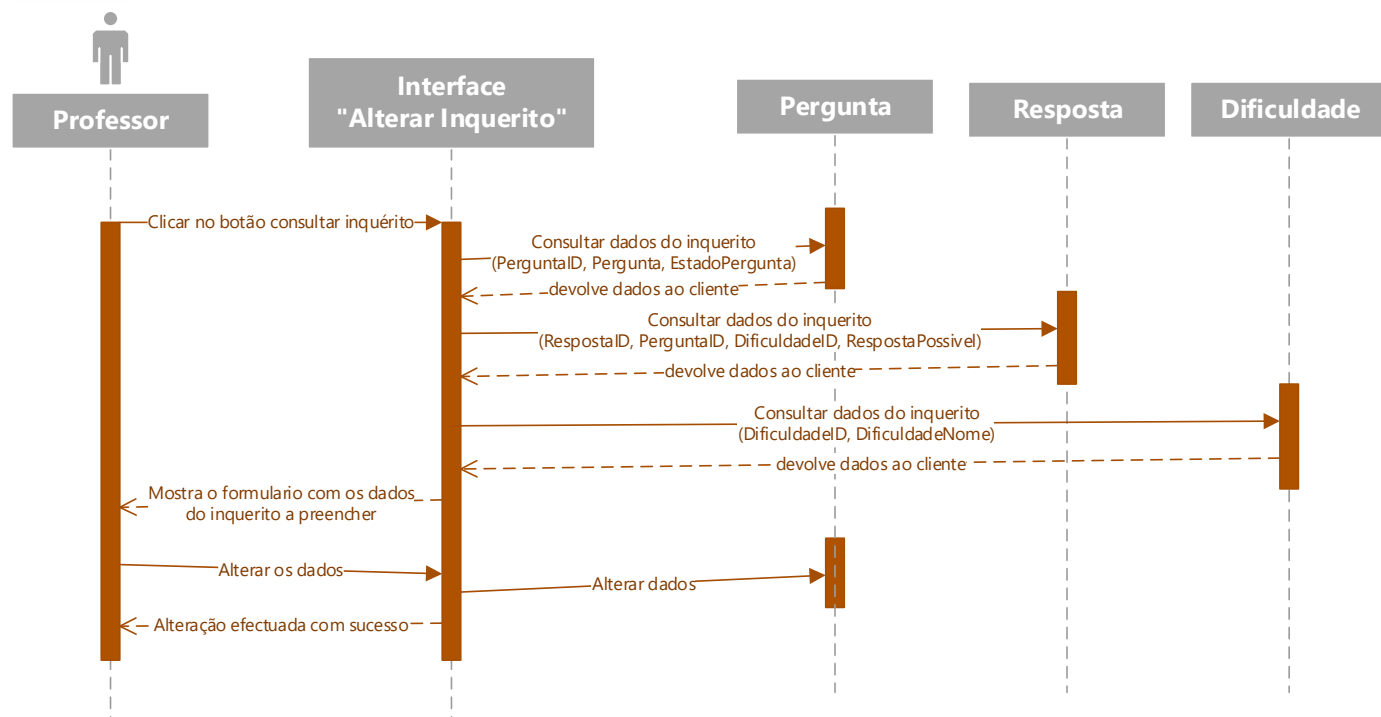 Professor
Interface
"Alterar Inquerito"
Pergunta
Resposta
Dificuldade
Clicar no botão consultar inquérito
Consultar dados do inquerito
(PerguntaID, Pergunta, EstadoPergunta)
devolve dados ao cliente
Consultar dados do inquerito
(RespostaID, PerguntaID, DificuldadeID, RespostaPossivel)
devolve dados ao cliente
Consultar dados do inquerito
(DificuldadeID, DificuldadeNome)
devolve dados ao cliente
Mostra o formulario com os dados
do inquerito a preencher
Alterar os dados
Alterar dados
Alteração efectuada com sucesso